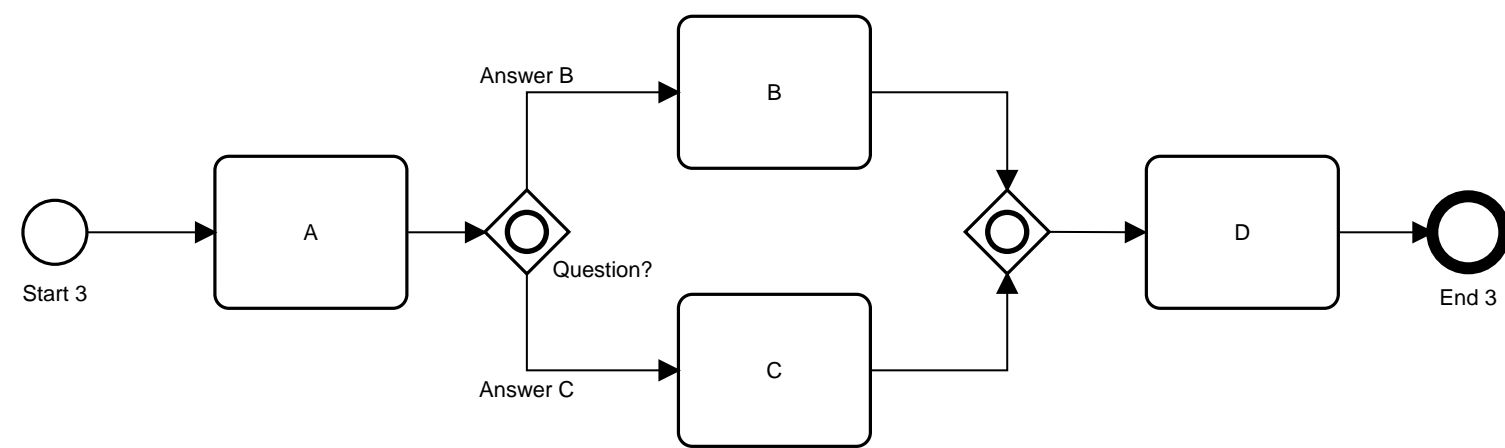 Start 3
A
Question?
Answer B
Answer C
B
C
D
End 3